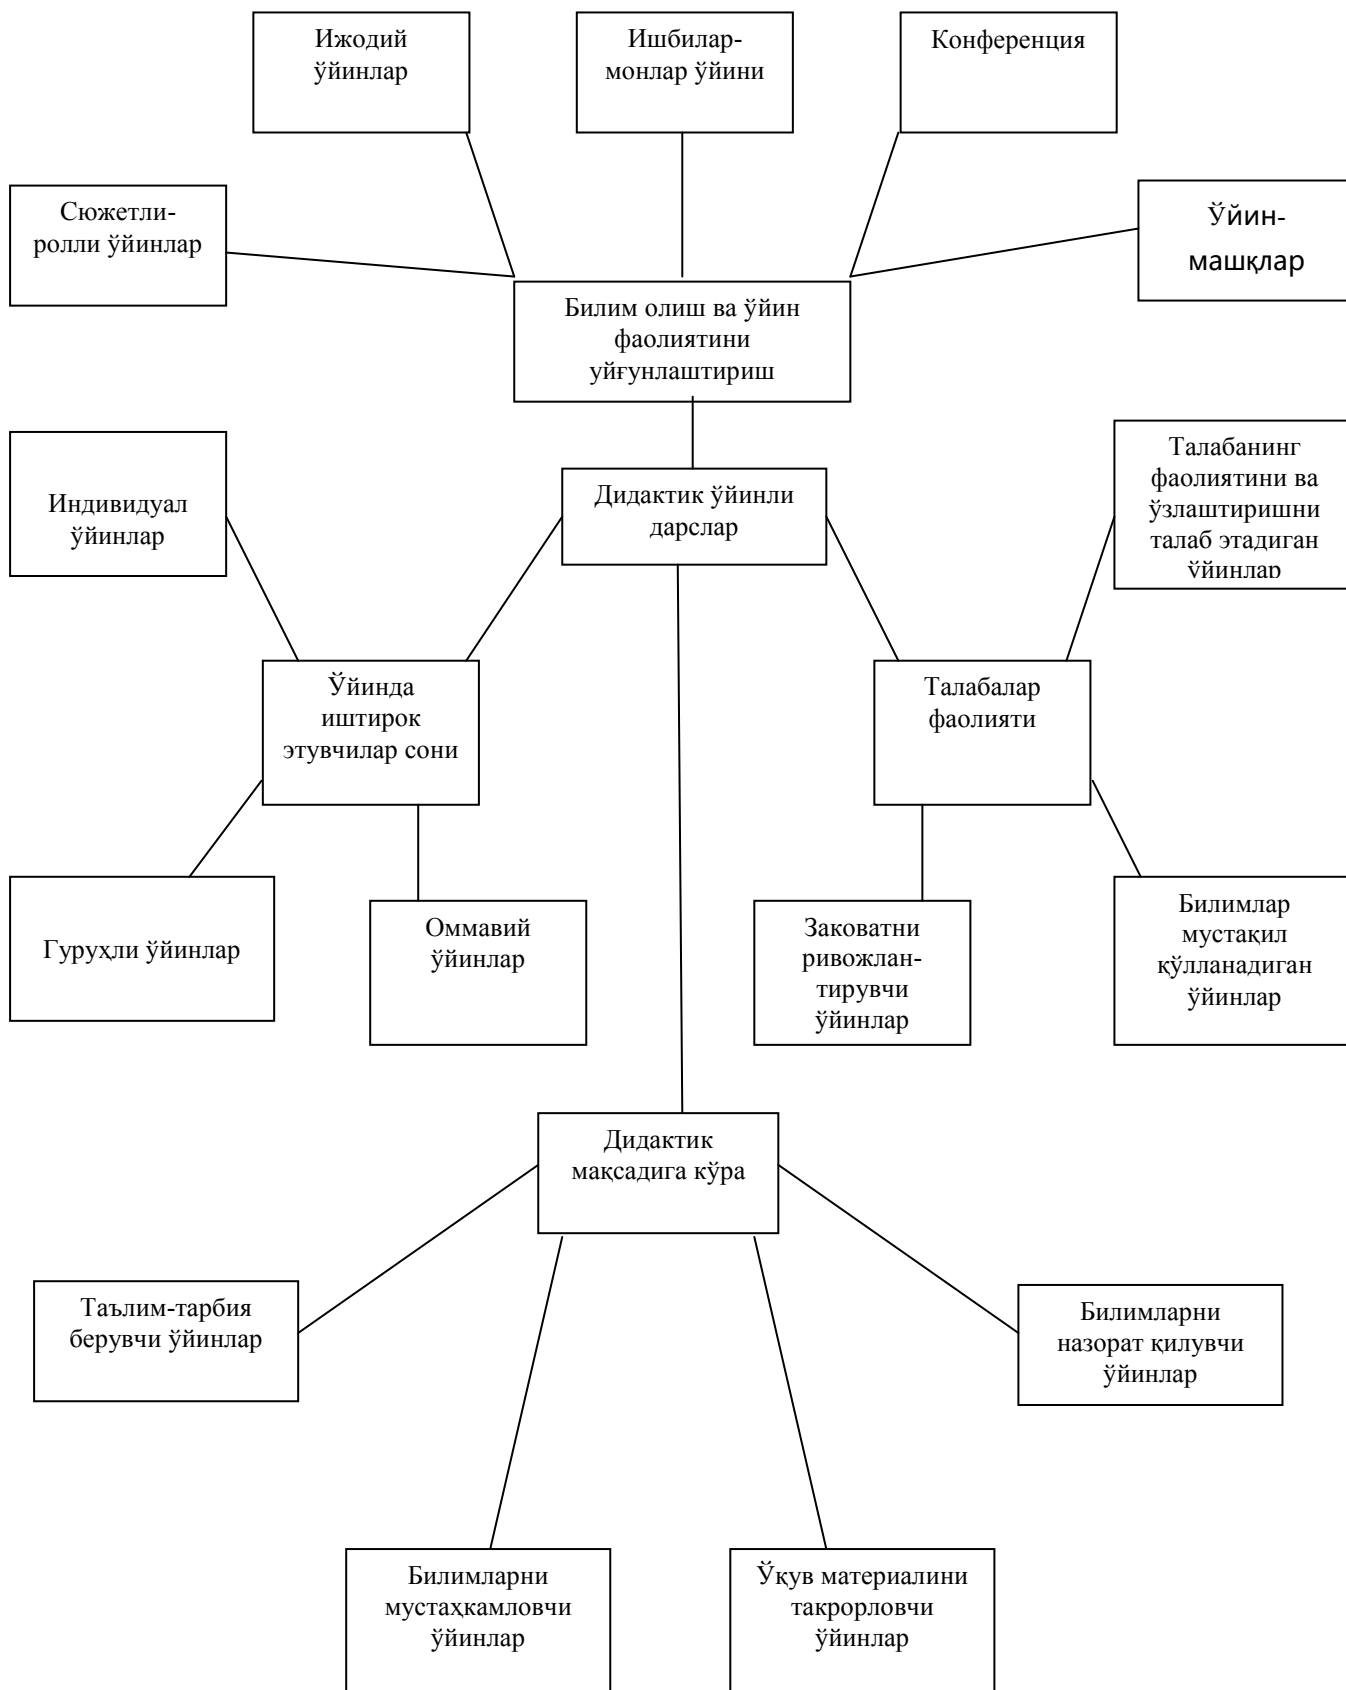 Ижодий
ўйинлар
Ишбилар-
монлар ўйини
Конференция
Сюжетли-
ролли ўйинлар
Ўйин-
машқлар
Билим олиш ва ўйин
фаолиятини
уйғунлаштириш
Индивидуал
ўйинлар
Дидактик ўйинли
дарслар
Талабанинг
фаолиятини ва
ўзлаштиришни
талаб этадиган
ўйинлар
Ўйинда
иштирок
этувчилар сони
Талабалар
фаолияти
Гуруҳли ўйинлар
Оммавий
ўйинлар
Заковатни
ривожлан-
тирувчи
ўйинлар
Билимлар
мустақил
қўлланадиган
ўйинлар
Дидактик
мақсадига кўра
Таълим-тарбия
берувчи ўйинлар
Билимларни
назорат қилувчи
ўйинлар
Билимларни
мустаҳкамловчи
ўйинлар
Ўқув материалини
такрорловчи
ўйинлар